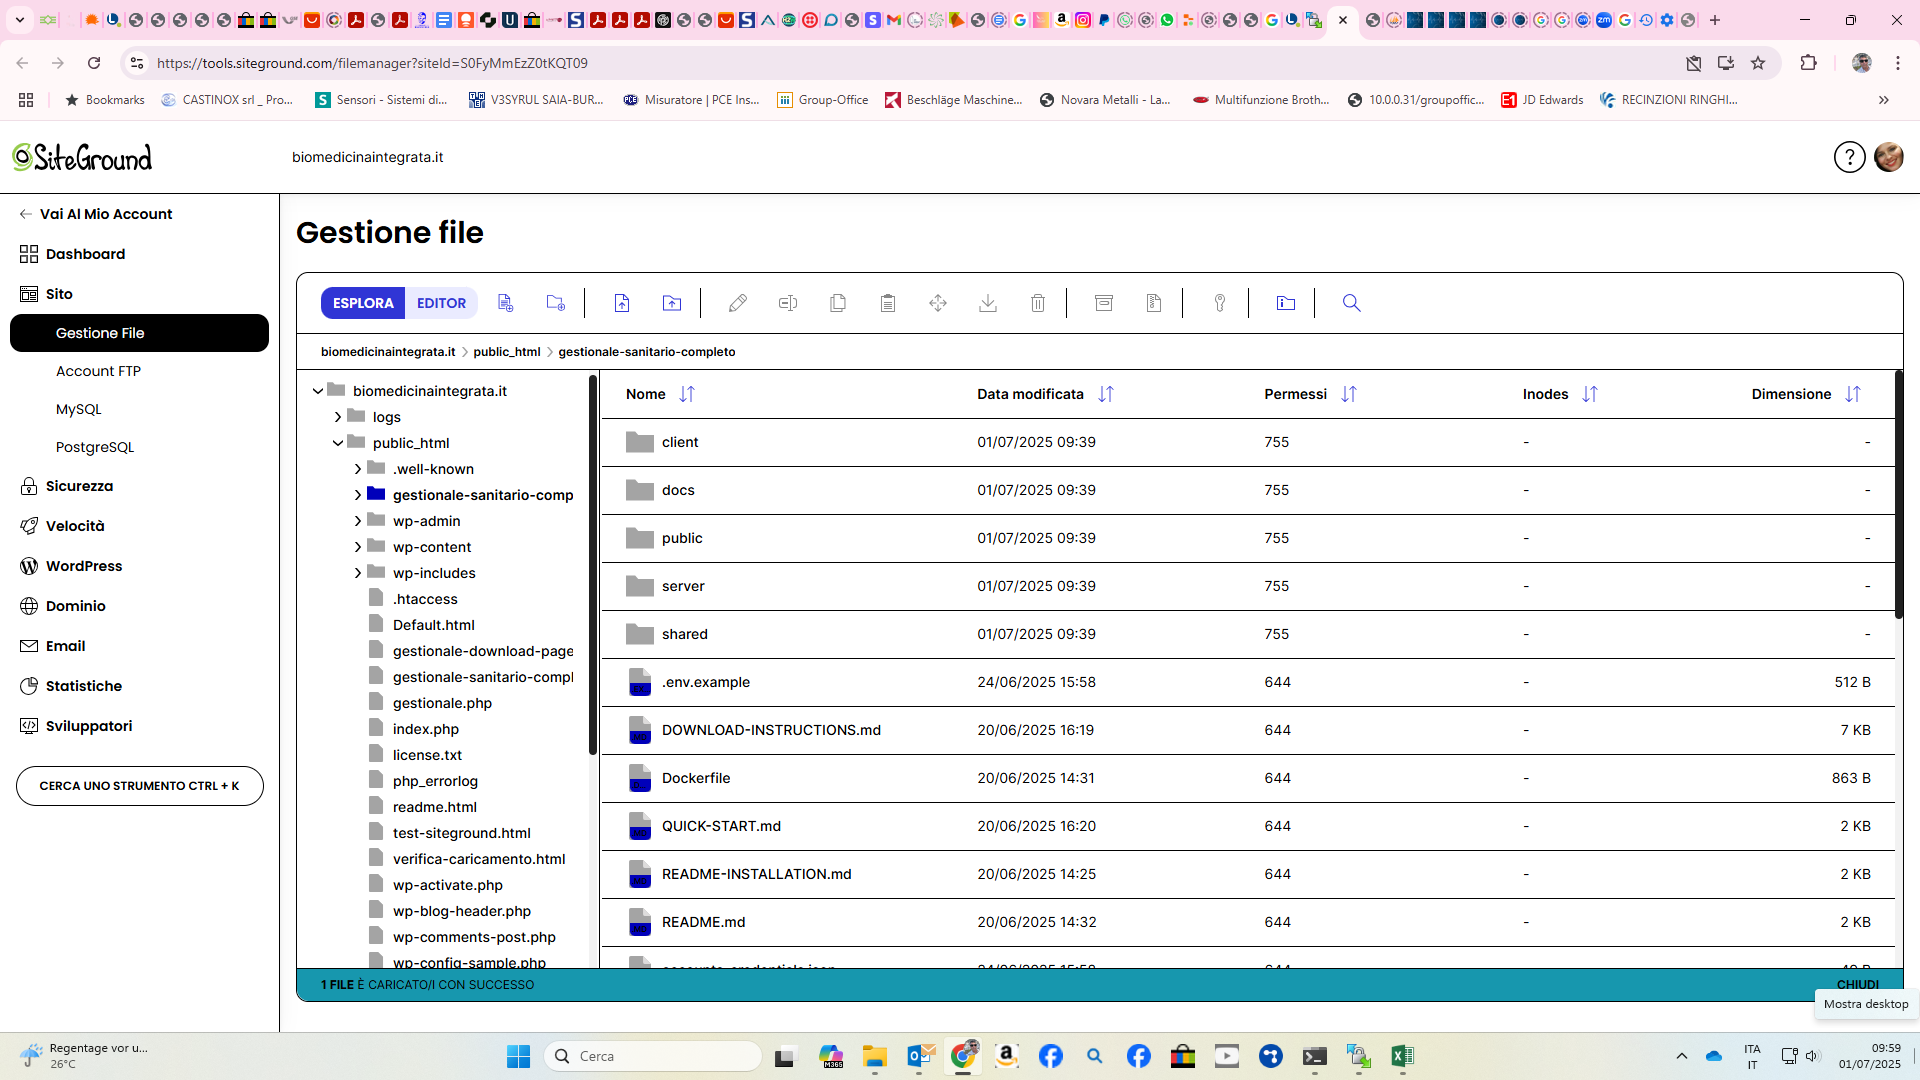 https://tools.siteground.com/filemanager?siteId=S0FyMmEzZ0tKQT09
Bookmarks
CASTINOX srl _ Pro...
Sensori - Sistemi di...
V3SYRUL SAIA-BUR...
Misuratore | PCE Ins...
Group-Office
Beschläge Maschine...
Novara Metalli - La...
Multifunzione Broth...
10.0.0.31/groupoffic...
JD Edwards
RECINZIONI RINGHI...
SiteGround
biomedicinaintegrata.it
Vai Al Mio Account
Dashboard
Sito
Gestione File
Account FTP
MySQL
PostgreSQL
Sicurezza
Velocità
WordPress
Dominio
Email
Statistiche
Sviluppatori
CERCA UNO STRUMENTO CTRL + K
Gestione file
ESPLORA
EDITOR
biomedicinaintegrata.it > public_html > gestionale-sanitario-completo
biomedicinaintegrata.it
logs
public_html
.well-known
gestionale-sanitario-comp
wp-admin
wp-content
wp-includes
.htaccess
Default.html
gestionale-download-page
gestionale-sanitario-compl
gestionale.php
index.php
license.txt
php_errorlog
readme.html
test-siteground.html
verifica-caricamento.html
wp-activate.php
wp-blog-header.php
wp-comments-post.php
wp-config-sample.php
Nome Data modificata Permessi Inodes Dimensione
client 01/07/2025 09:39 755 - -
docs 01/07/2025 09:39 755 - -
public 01/07/2025 09:39 755 - -
server 01/07/2025 09:39 755 - -
shared 01/07/2025 09:39 755 - -
.env.example 24/06/2025 15:58 644 - 512 B
DOWNLOAD-INSTRUCTIONS.md 20/06/2025 16:19 644 - 7 KB
Dockerfile 20/06/2025 14:31 644 - 863 B
QUICK-START.md 20/06/2025 16:20 644 - 2 KB
README-INSTALLATION.md 20/06/2025 14:25 644 - 2 KB
README.md 20/06/2025 14:32 644 - 2 KB
1 FILE È CARICATO/I CON SUCCESSO
CHIUDI
Mostra desktop
Regentage vor u...
26°C
Cerca
ITA
IT
09:59
01/07/2025